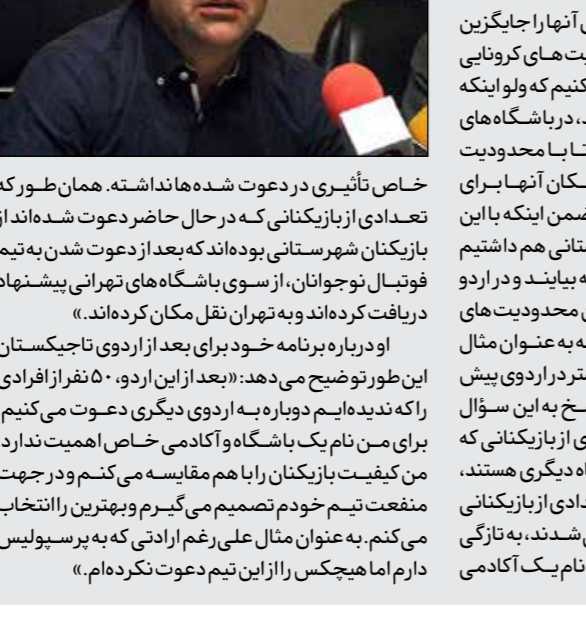 آنها را جایگزین
کرونایی
کنیم که ولو اینکه
در باشگاه‌های
تا با محدودیت
آنها برای
ضمن اینکه با این
هم داشتیم
بیایند و در اردو
محدودیت‌های
به عنوان مثال
در اردوی پیش
به این سؤال
از بازیکنانی که
دیگری هستند،
از بازیکنانی
شدند، به تازگی
نام یک آکادمی
خاص تأثیری در دعوت شده‌ها نداشته. همان‌طور که
تعدادی از بازیکنانی که در حال حاضر دعوت شده‌اند از
بازیکنان شهرستانی بوده‌اند که بعد از دعوت شدن به تیم
فوتبال نوجوانان، از سوی باشگاه‌های تهرانی پیشنهاد
دریافت کرده‌اند و به تهران نقل مکان کرده‌اند.»
او درباره برنامه خود برای بعد از اردوی تاجیکستان
این طور توضیح می‌دهد: «بعد از این اردو، ۵۰ نفر از افرادی
را که ندیده‌ایم دوباره به اردوی دیگری دعوت می‌کنیم.
برای من نام یک باشگاه و آکادمی خاص اهمیت ندارد.
من کیفیت بازیکنان را با هم مقایسه می‌کنم و در جهت
منفعت تیم خودم تصمیم می‌گیرم و بهترین را انتخاب
می‌کنم. به عنوان مثال علی‌رغم ارادتی که به پرسپولیس
دارم اما هیچکس را از این تیم دعوت نکرده‌ام.»